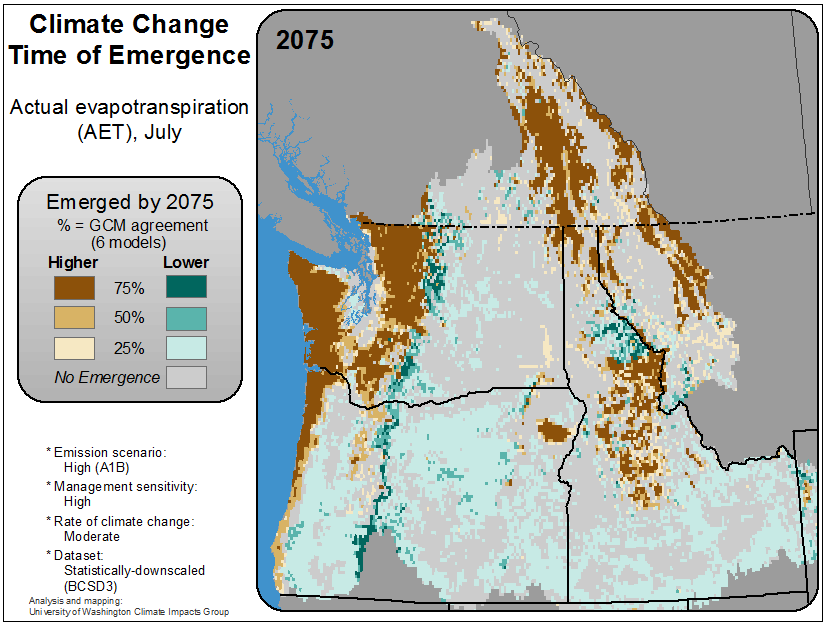 Climate Change
Time of Emergence
Actual evapotranspiration
(AET), July
Emerged by 2075
% = GCM agreement
(6 models)
Higher Lower
75%
50%
25%
No Emergence
* Emission scenario:
High (A1B)
* Management sensitivity:
High
* Rate of climate change:
Moderate
* Dataset:
Statistically-downscaled
(BCSD3)
Analysis and mapping:
University of Washington Climate Impacts Group
2075